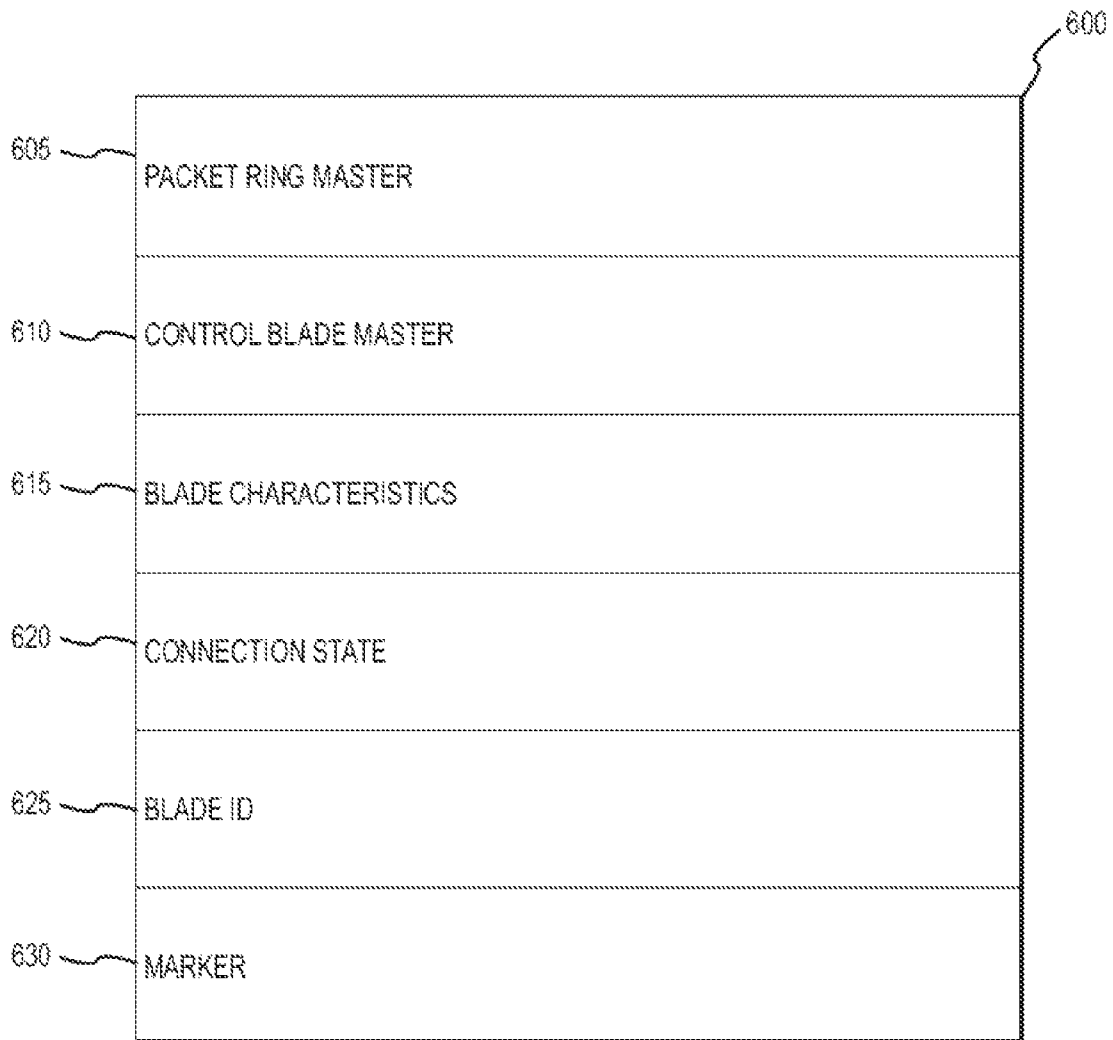 600
605
PACKET RING MASTER
610
CONTROL BLADE MASTER
615
BLADE CHARACTERISTICS
620
CONNECTION STATE
625
BLADE ID
630
MARKER